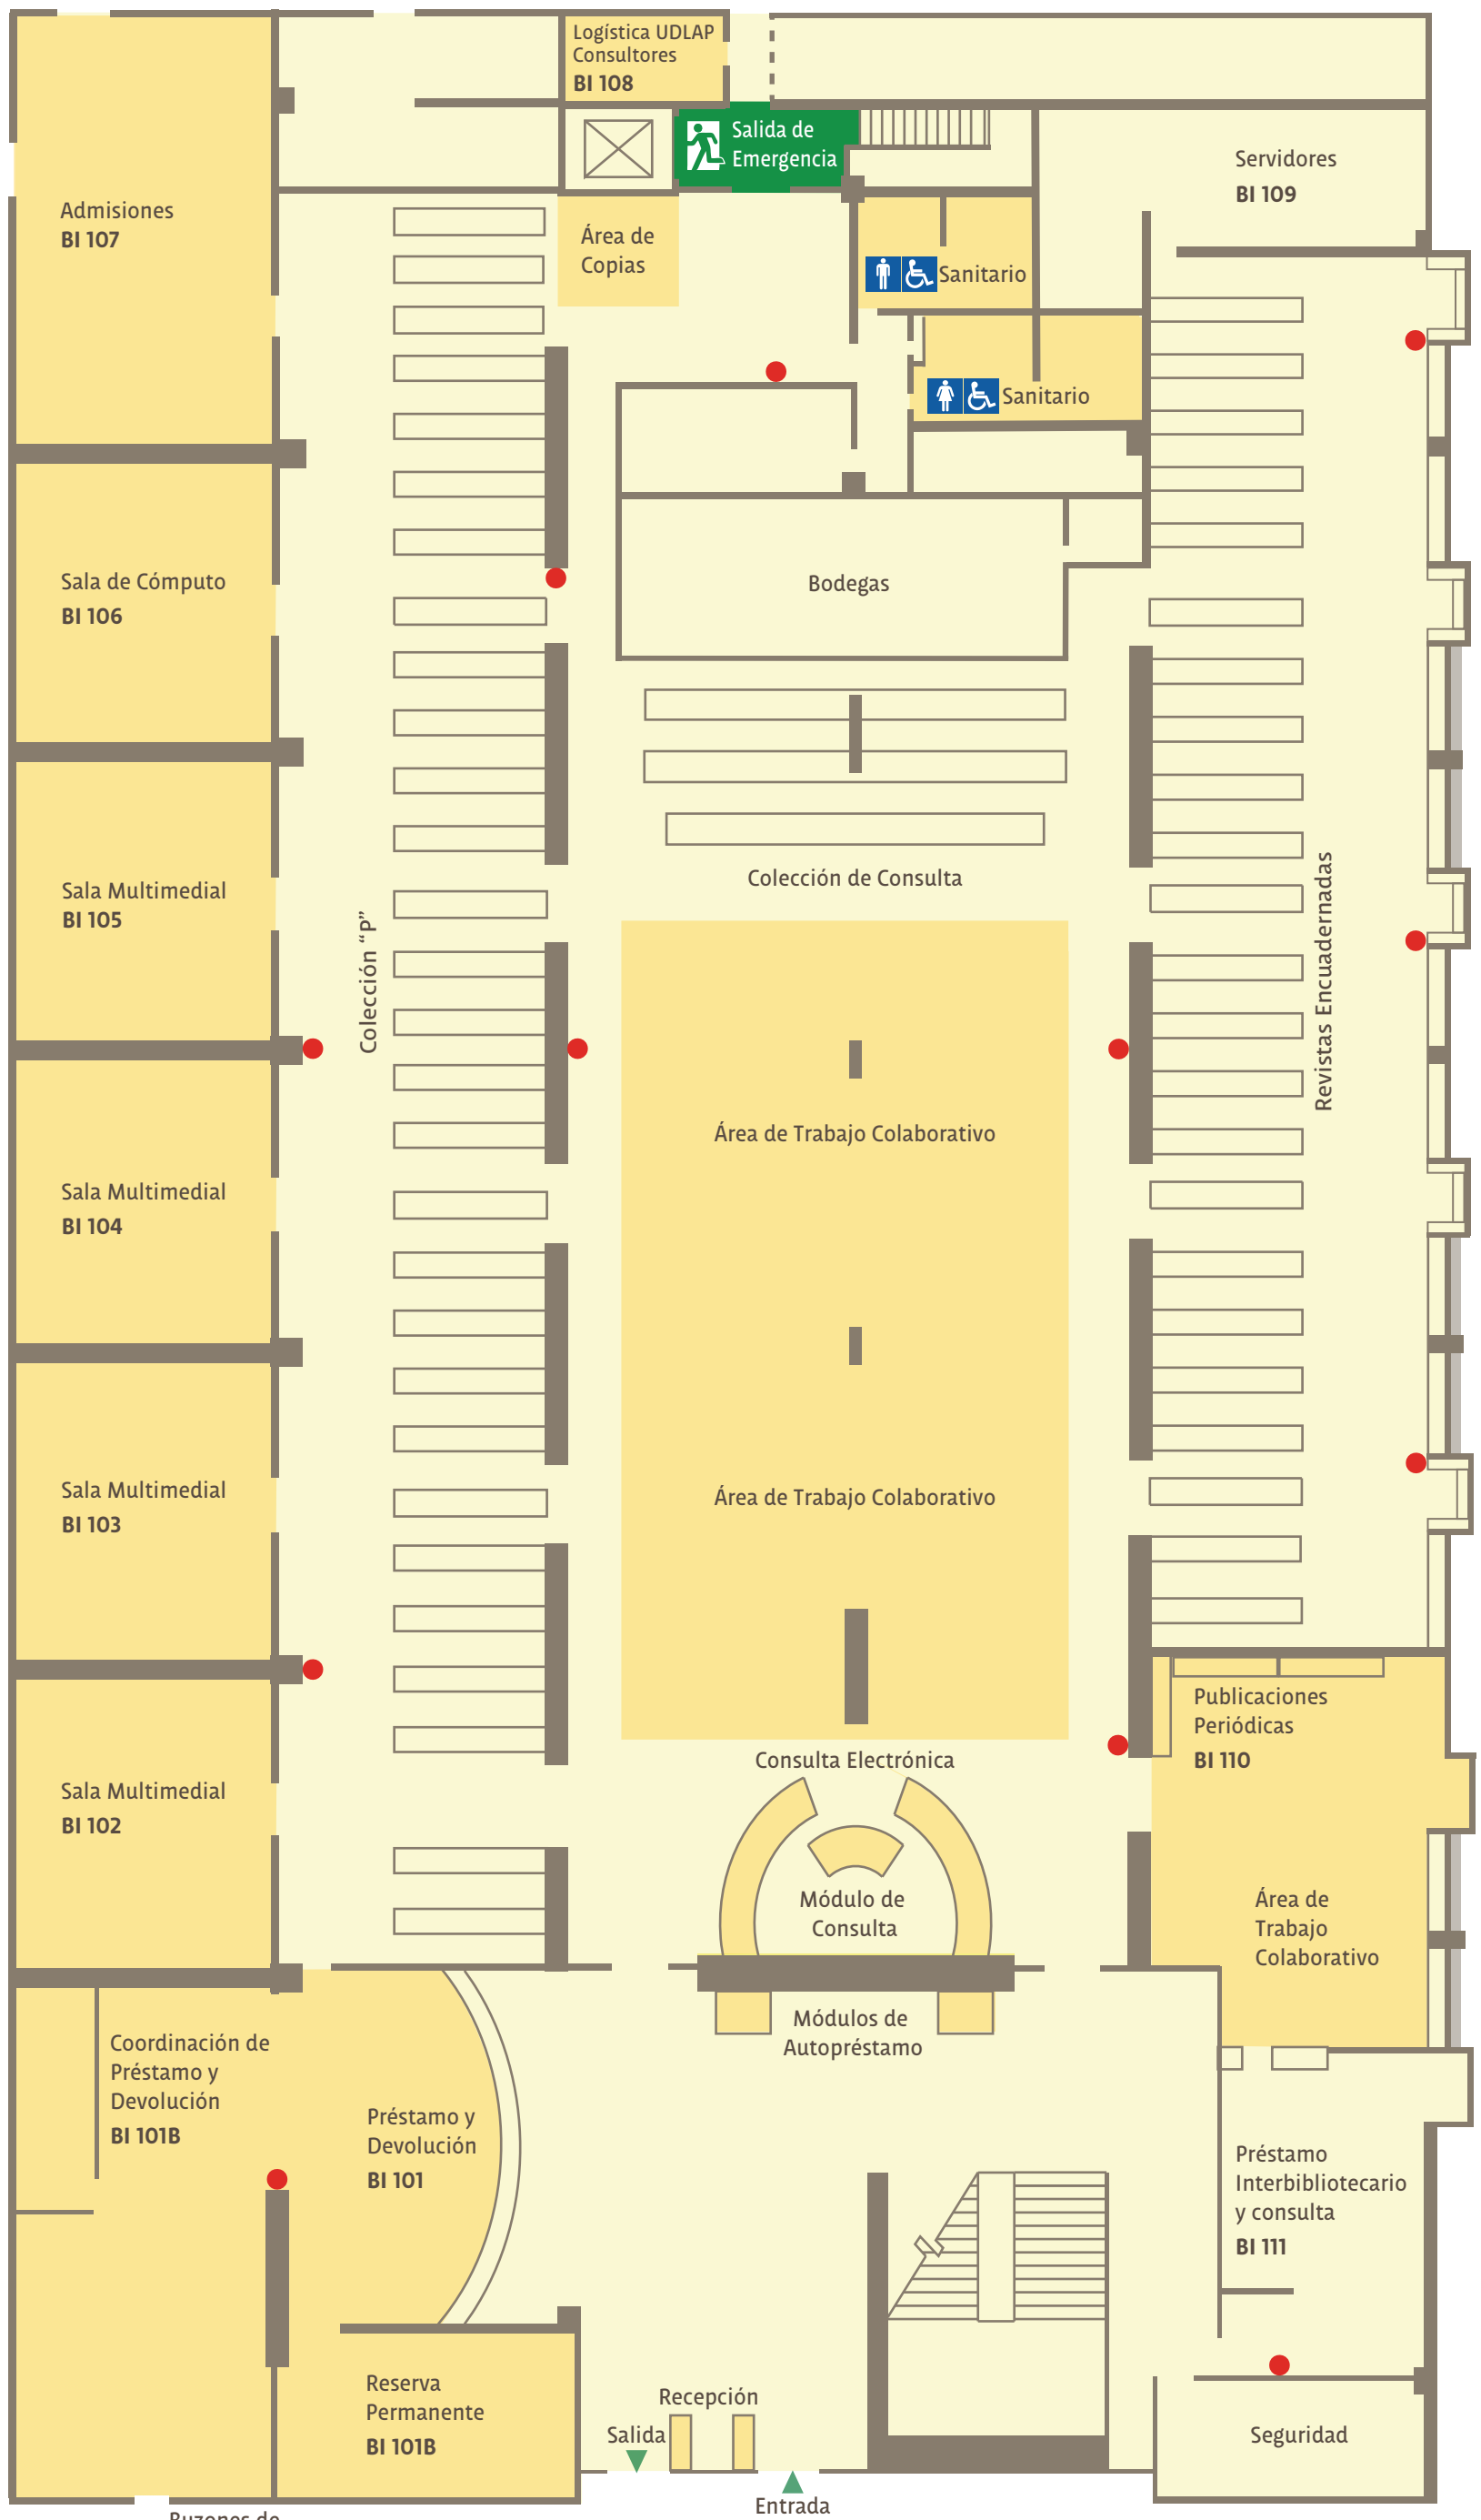 Logística UDLAP
Consultores
BI 108
Salida de
Emergencia
Servidores
BI 109
Admisiones
BI 107
Área de
Copias
Sanitario
Sanitario
Sala de Cómputo
BI 106
Bodegas
Sala Multimedial
BI 105
Colección “P”
Colección de Consulta
Revistas Encuadernadas
Área de Trabajo Colaborativo
Sala Multimedial
BI 104
Sala Multimedial
BI 103
Área de Trabajo Colaborativo
Publicaciones
Periódicas
BI 110
Consulta Electrónica
Sala Multimedial
BI 102
Módulo de
Consulta
Área de
Trabajo
Colaborativo
Módulos de
Autopréstamo
Coordinación de
Préstamo y
Devolución
BI 101B
Préstamo y
Devolución
BI 101
Préstamo
Interbibliotecario
y consulta
BI 111
Reserva
Permanente
BI 101B
Recepción
Salida
Seguridad
Entrada
Buzones de